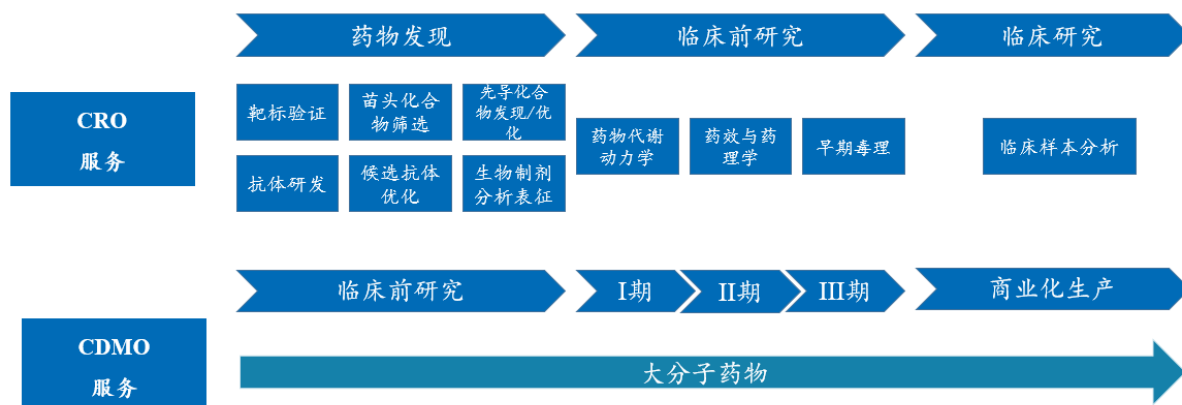 药物发现
临床前研究
临床研究
CRO
服务
靶标验证
苗头化合
物筛选
先导化合
物发现/优
化
抗体研发
候选抗体
优化
生物制剂
分析表征
药物代谢
动力学
药效与药
理学
早期毒理
临床样本分析
临床前研究
I期
II期
III期
商业化生产
CDMO
服务
大分子药物